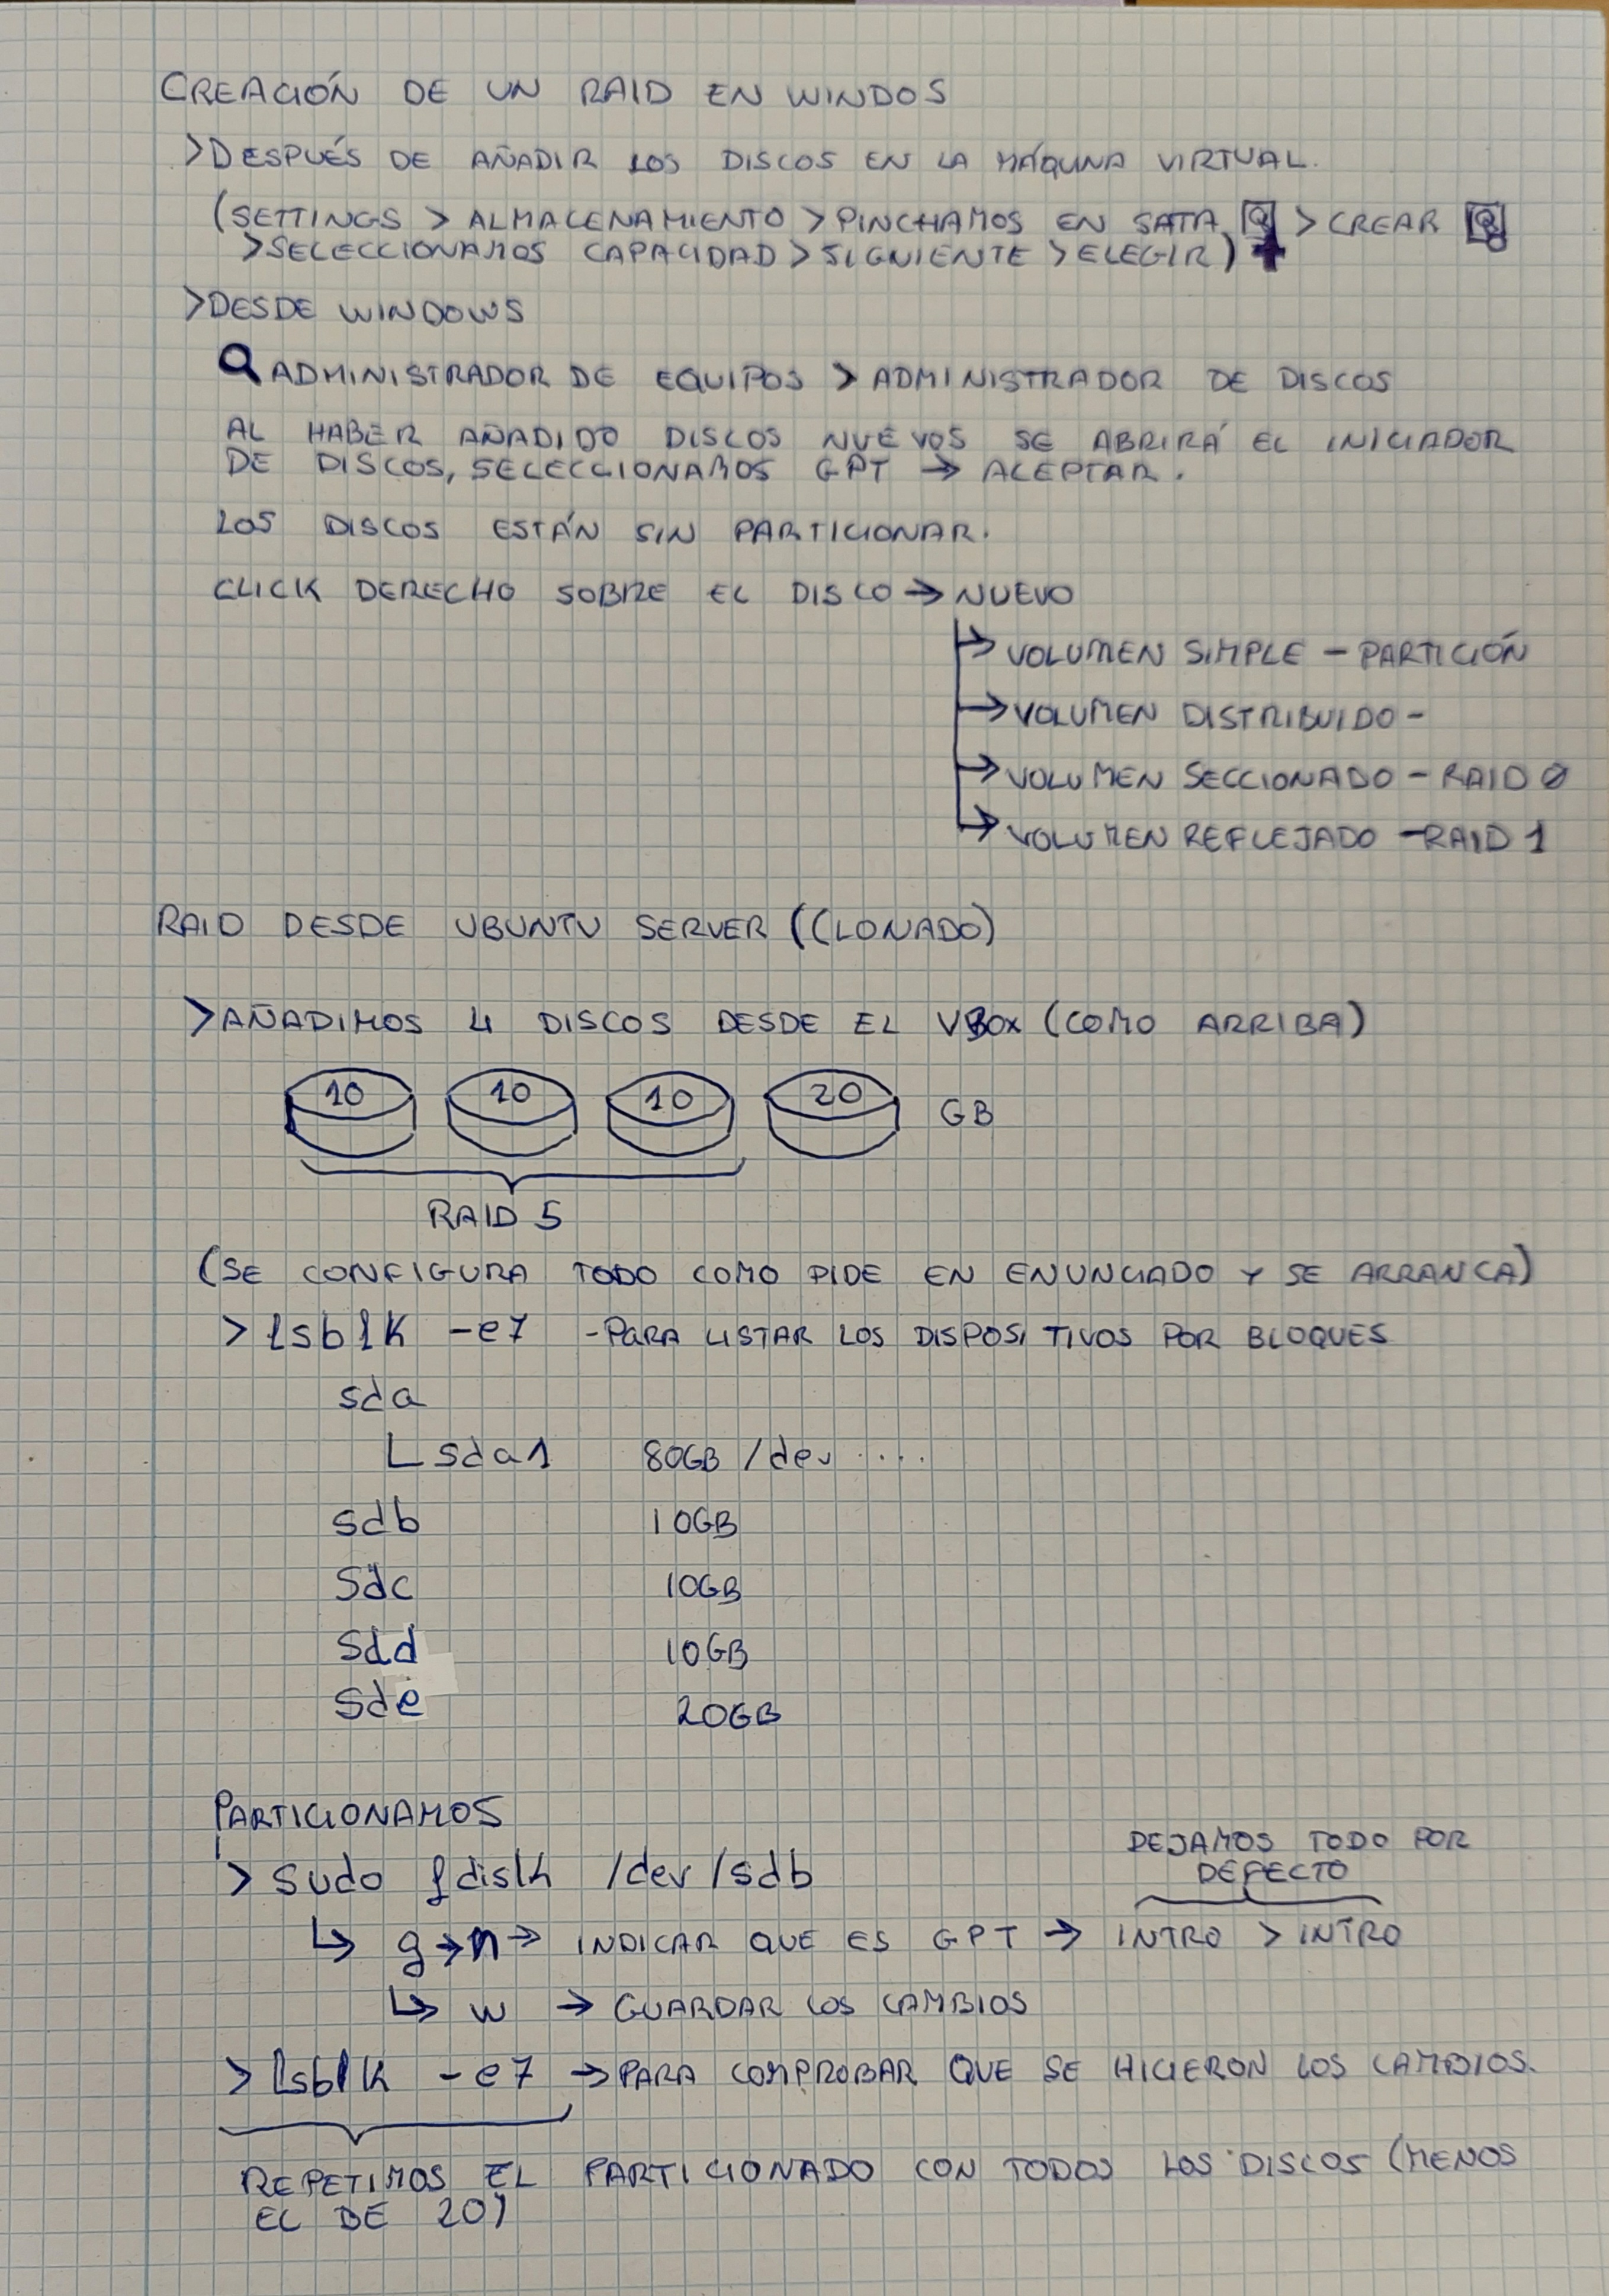 CREACIÓN DE UN RAID EN WINDOS
>DESPUÉS DE AÑADIR LOS DISCOS EN LA MÁQUINA VIRTUAL.
(SETTINGS > ALMACENAMIENTO > PINCHAMOS EN SATA > CREAR
>SELECCIONAMOS CAPACIDAD > SIGNIENTE > ELEGIR)
>DESDE WINDOWS
ADMINISTRADOR DE EQUIPOS > ADMINISTRADOR DE DISCOS
AL HABER AÑADIDO DISCOS NUEVOS SE ABRIRÁ EL INICIADOR
DE DISCOS, SELECCIONAMOS GPT → ACEPTAR.
LOS DISCOS ESTÁN SIN PARTICIONAR.
CLICK DERECHO SOBRE EL DISCO → NUEVO
→ VOLUMEN SIMPLE - PARTICIÓN
→ VOLUMEN DISTRIBUIDO -
→ VOLUMEN SECCIONADO - RAID 0
→ VOLUMEN REFLEJADO - RAID 1
RAID DESDE UBUNTU SERVER ((LONADO)
>AÑADIMOS 4 DISCOS DESDE EL VBOX (COMO ARRIBA)
10 10 10 20 GB
RAID 5
(SE CONFIGURA TODO COMO PIDE EN ENUNCIADO Y SE ARRANCA)
> lsblk -e7 - PARA LISTAR LOS DISPOSITIVOS POR BLOQUES
sda
└ sda1 80GB /dev ....
sdb 10GB
sdc 10GB
sdd 10GB
sde 20GB
PARTICIONAMOS
DEJAMOS TODO POR
DEFECTO
> sudo fdisk /dev/sdb
↳ g → n → INDICAR QUE ES GPT → INTRO > INTRO
↳ w → GUARDAR LOS CAMBIOS
> lsblk -e7 → PARA COMPROBAR QUE SE HICIERON LOS CAMBIOS.
REPETIMOS EL PARTICIONADO CON TODOS LOS DISCOS (MENOS
EL DE 20)